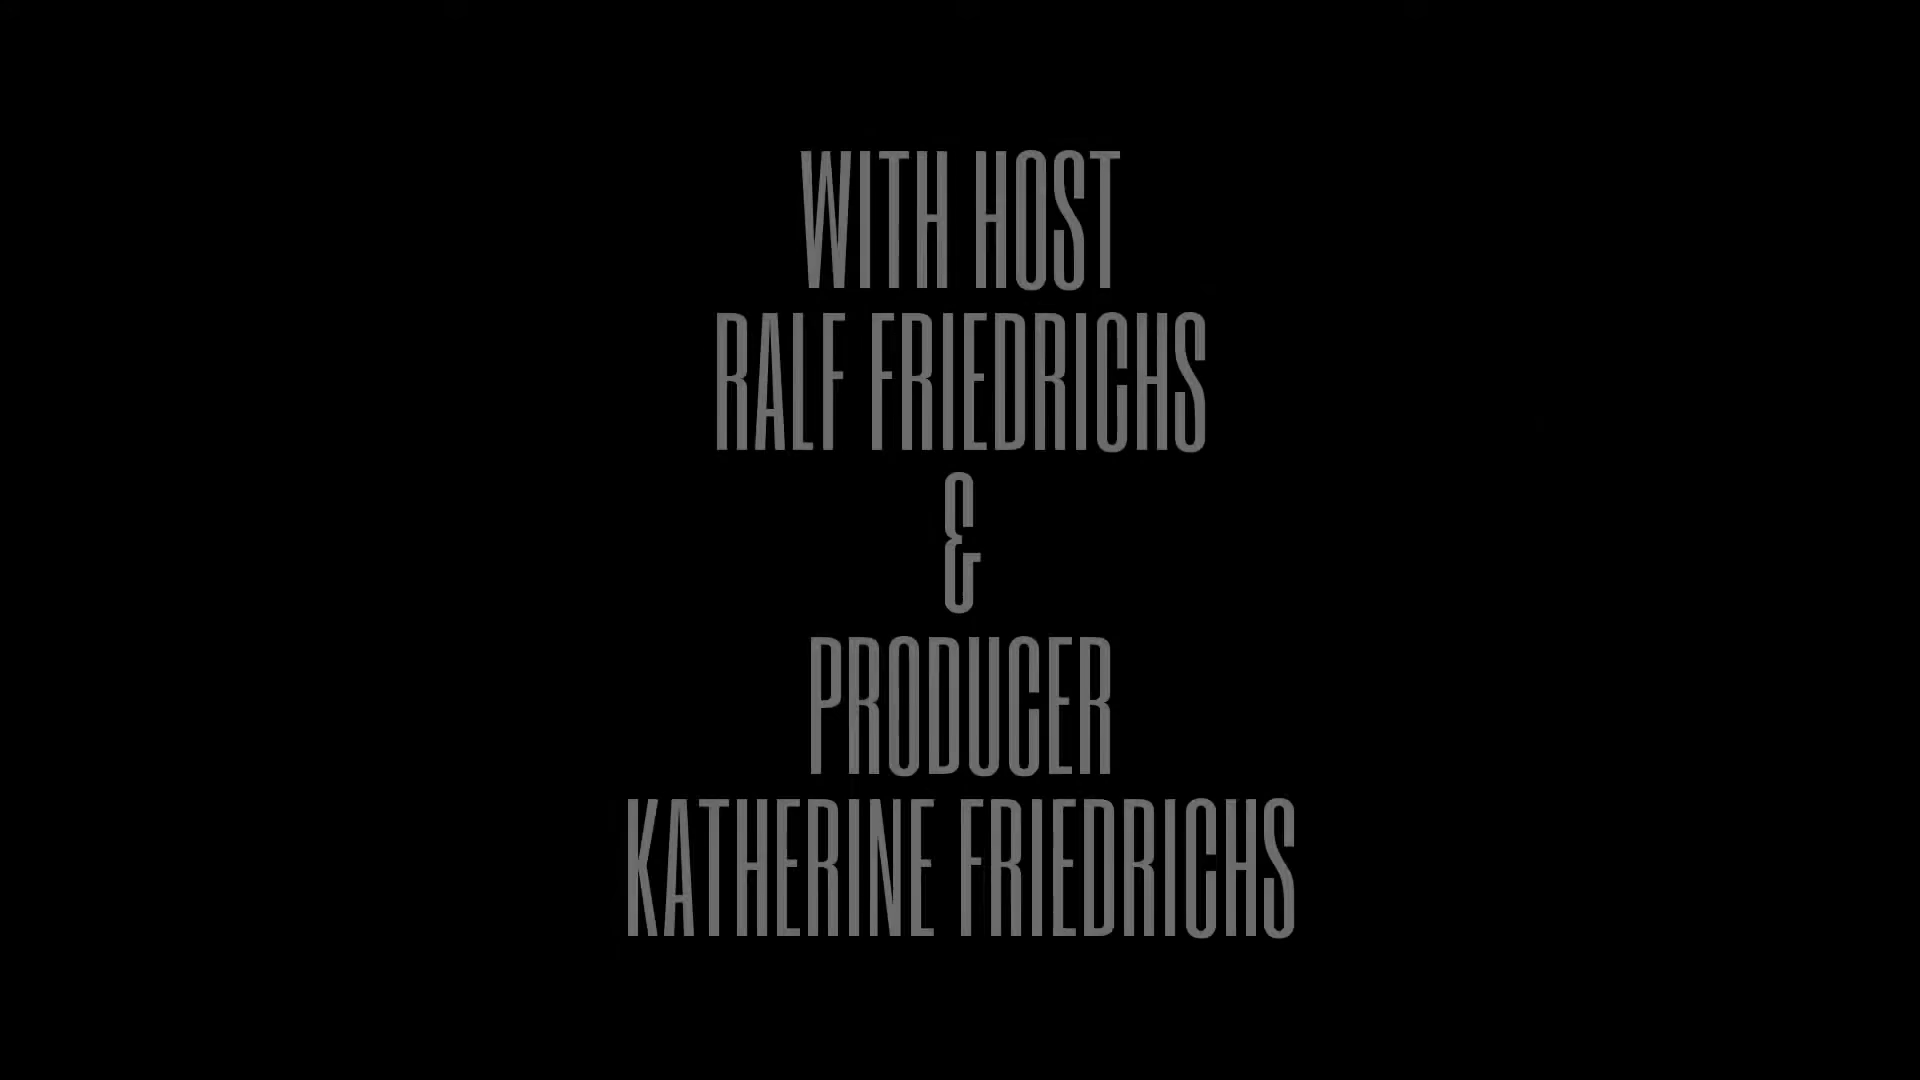 WITH HOST
RALF FRIEDRICHS
&
PRODUCER
KATHERINE FRIEDRICHS